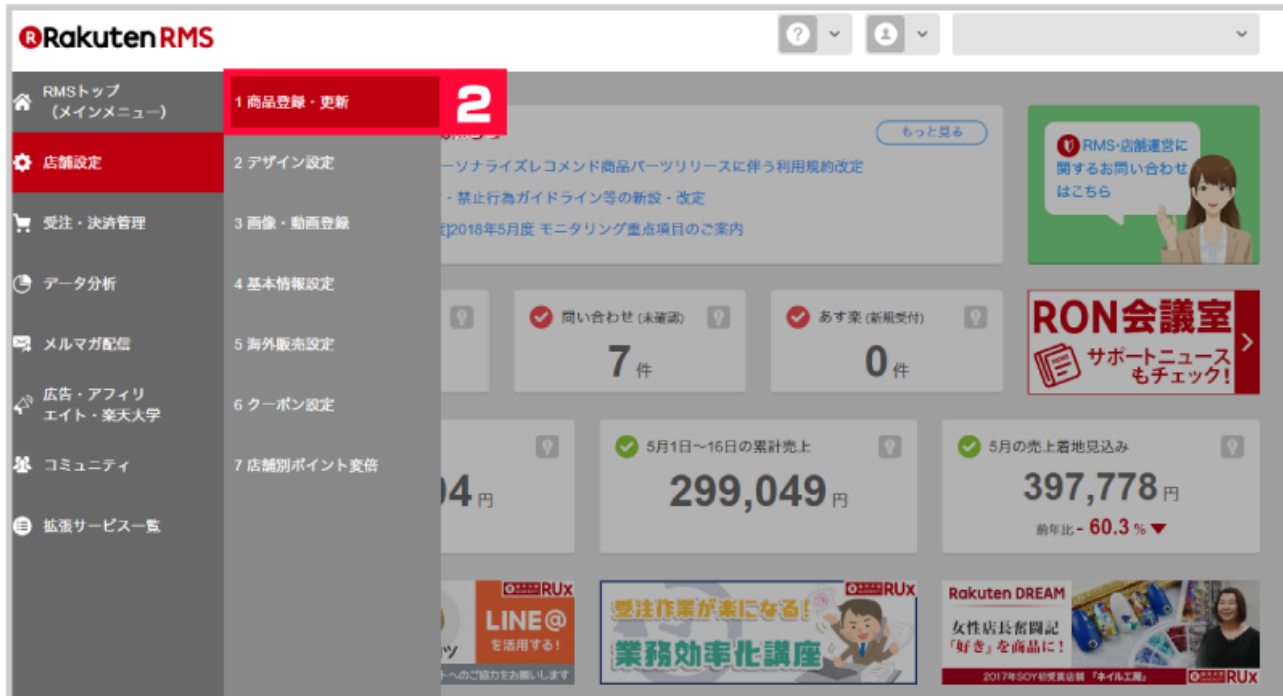 Rakuten RMS
RMSトップ
（メインメニュー）
店舗設定
受注・決済管理
データ分析
メルマガ配信
広告・アフィリ
エイト・楽天大学
コミュニティ
拡張サービス一覧
1 商品登録・更新
2
2 デザイン設定
3 画像・動画登録
4 基本情報設定
5 海外販売設定
6 クーポン設定
7 店舗別ポイント変倍
もっと見る
ーソナライズレコメンド商品パーツリリースに伴う利用規約改定
・禁止行為ガイドライン等の新設・改定
]2018年5月度 モニタリング重点項目のご案内
RMS・店舗運営に
関するお問い合わせ
はこちら
問い合わせ (未確認)
7 件
あす楽 (新規受付)
0 件
RON会議室
NEWS
サポートニュース
もチェック!
04 円
5月1日～16日の累計売上
299,049 円
5月の売上着地見込み
397,778 円
前年比 - 60.3 % ▼
RUx
LINE@
を活用する!
ツ
へのご協力をお願いします
RUx
受注作業が楽になる!
業務効率化講座
Rakuten DREAM
女性店長奮闘記
「好き」を商品に!
2017年SOY初受賞店舗 「ネイル工房」
RUx